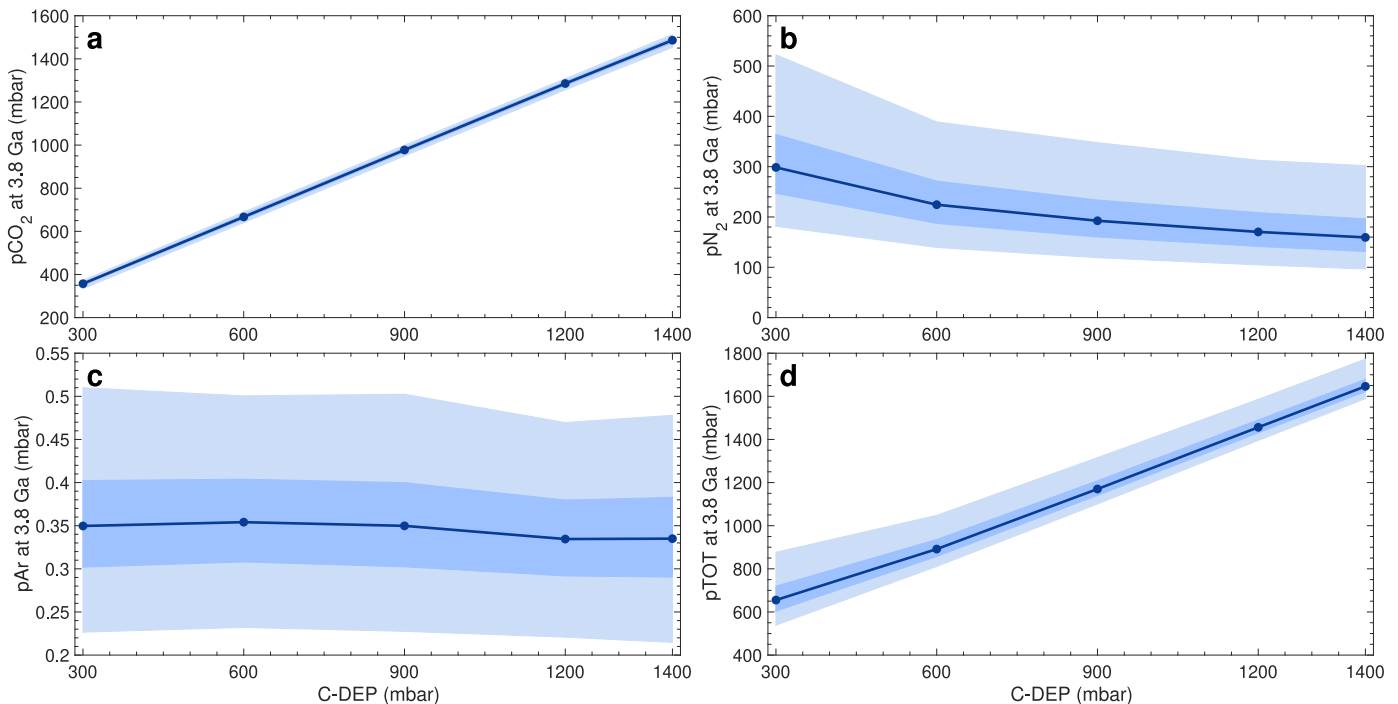 a
1600
1400
1200
1000
800
600
400
200
pCO2 at 3.8 Ga (mbar)
300 600 900 1200 1400
b
600
500
400
300
200
100
0
pN2 at 3.8 Ga (mbar)
300 600 900 1200 1400
c
0.55
0.5
0.45
0.4
0.35
0.3
0.25
0.2
pAr at 3.8 Ga (mbar)
300 600 900 1200 1400
C-DEP (mbar)
d
1800
1600
1400
1200
1000
800
600
400
pTOT at 3.8 Ga (mbar)
300 600 900 1200 1400
C-DEP (mbar)